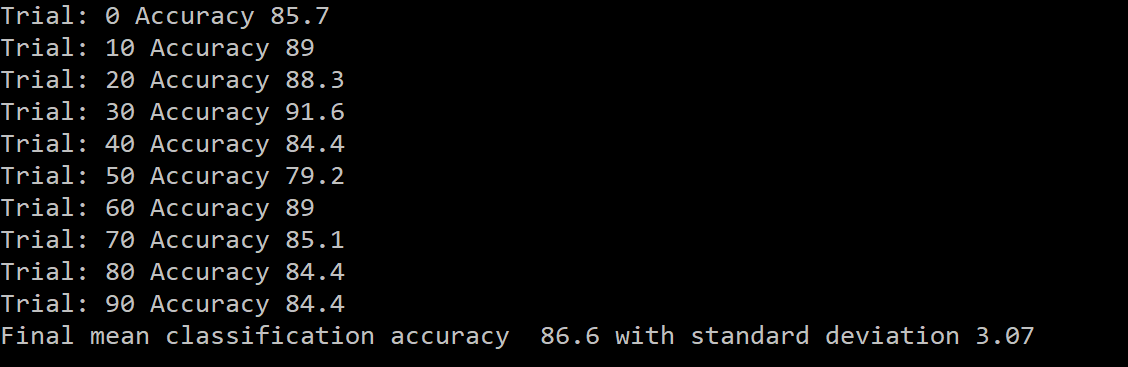 Trial: 0 Accuracy 85.7
Trial: 10 Accuracy 89
Trial: 20 Accuracy 88.3
Trial: 30 Accuracy 91.6
Trial: 40 Accuracy 84.4
Trial: 50 Accuracy 79.2
Trial: 60 Accuracy 89
Trial: 70 Accuracy 85.1
Trial: 80 Accuracy 84.4
Trial: 90 Accuracy 84.4
Final mean classification accuracy  86.6 with standard deviation 3.07